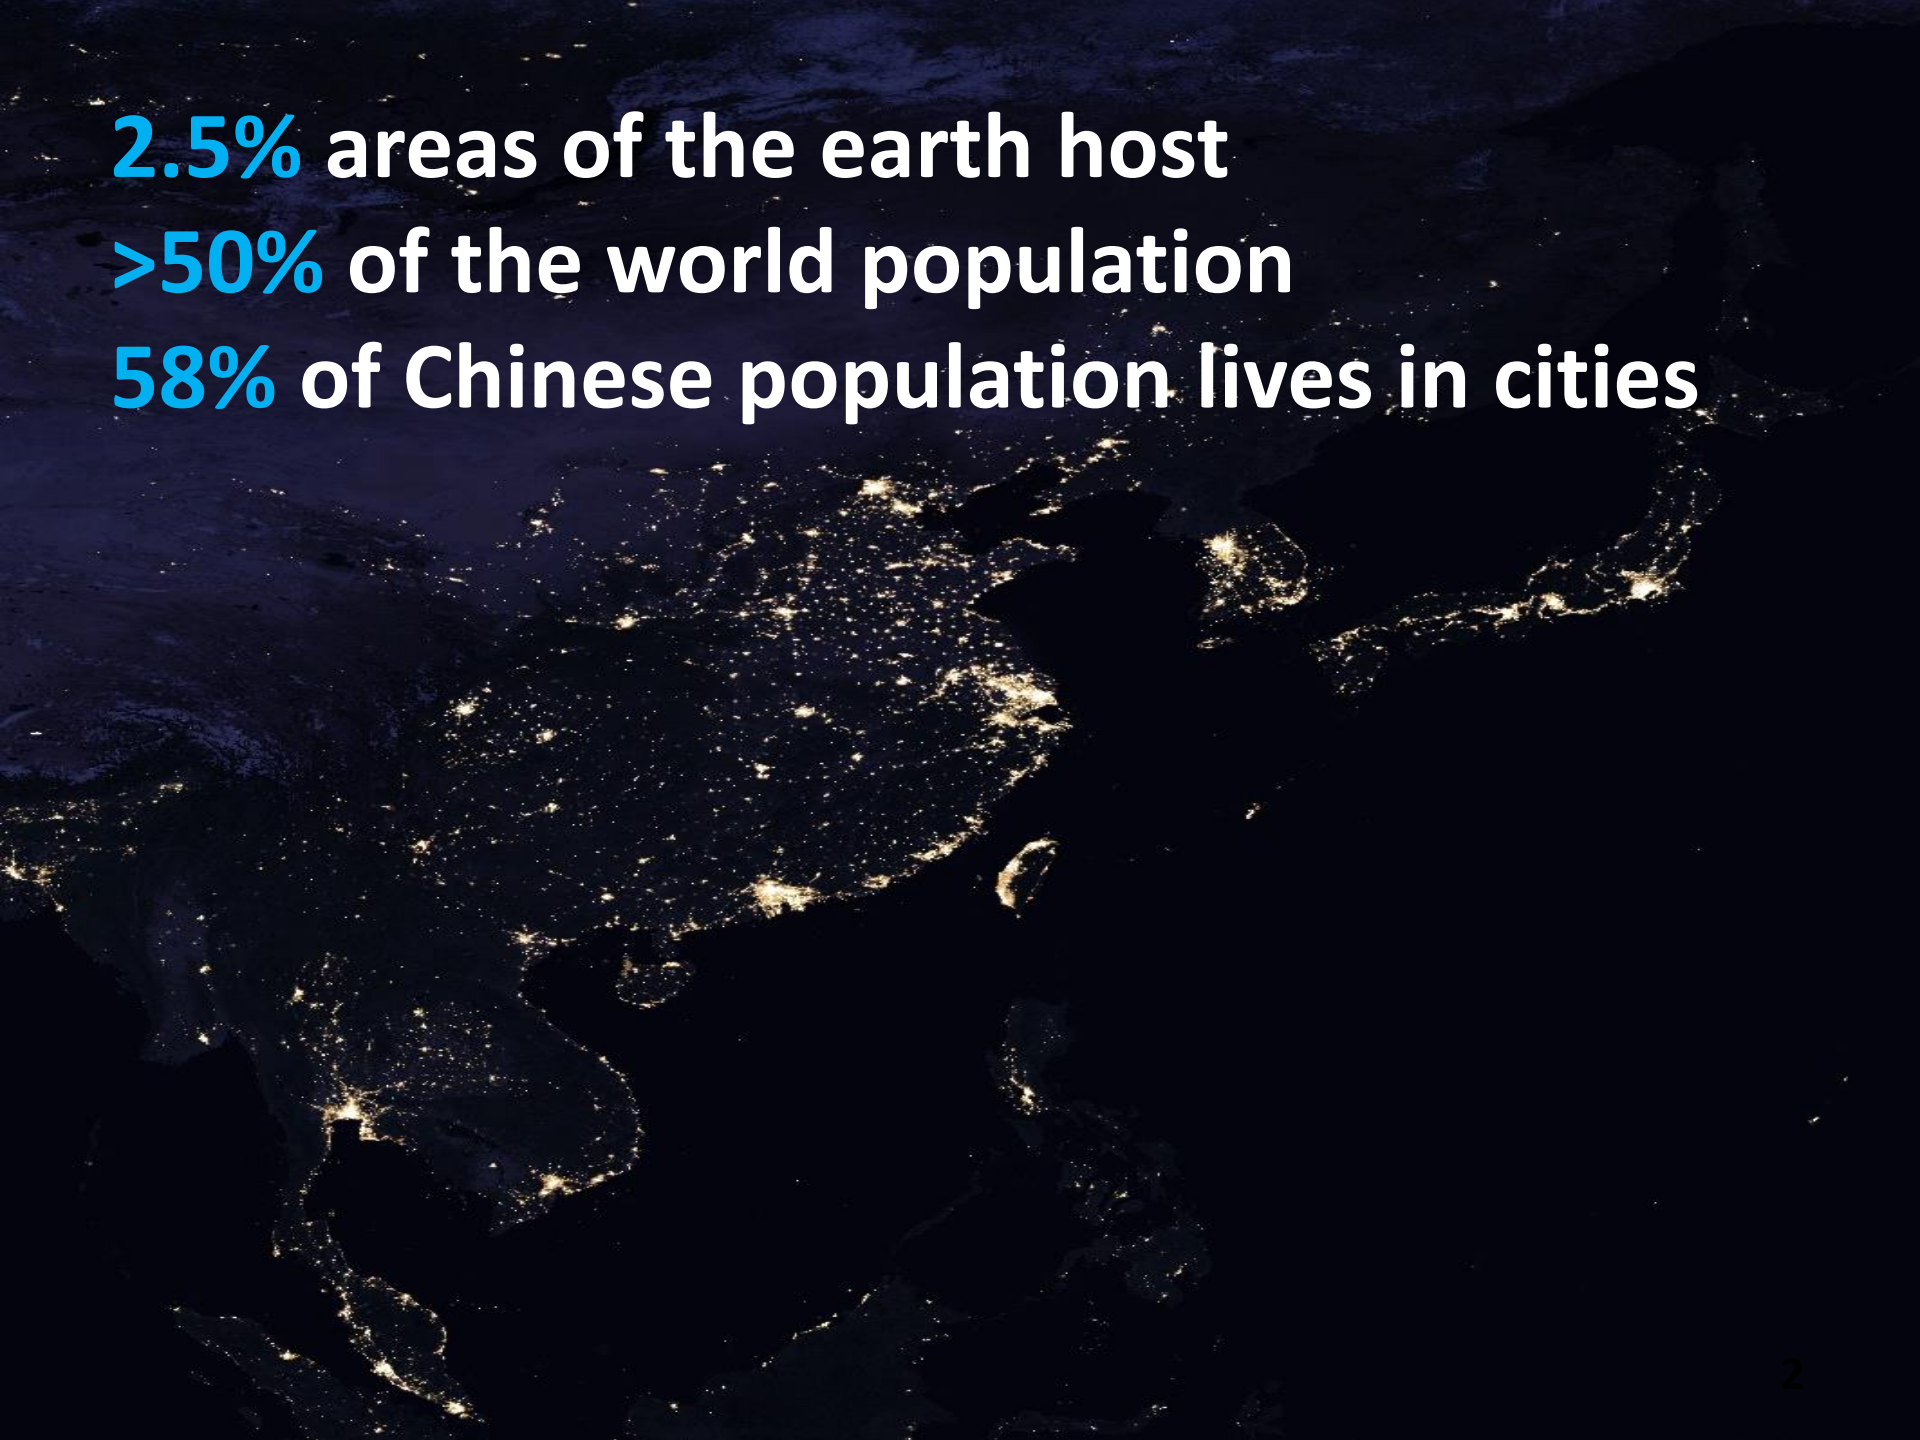 2.5% areas of the earth host
>50% of the world population
58% of Chinese population lives in cities
2